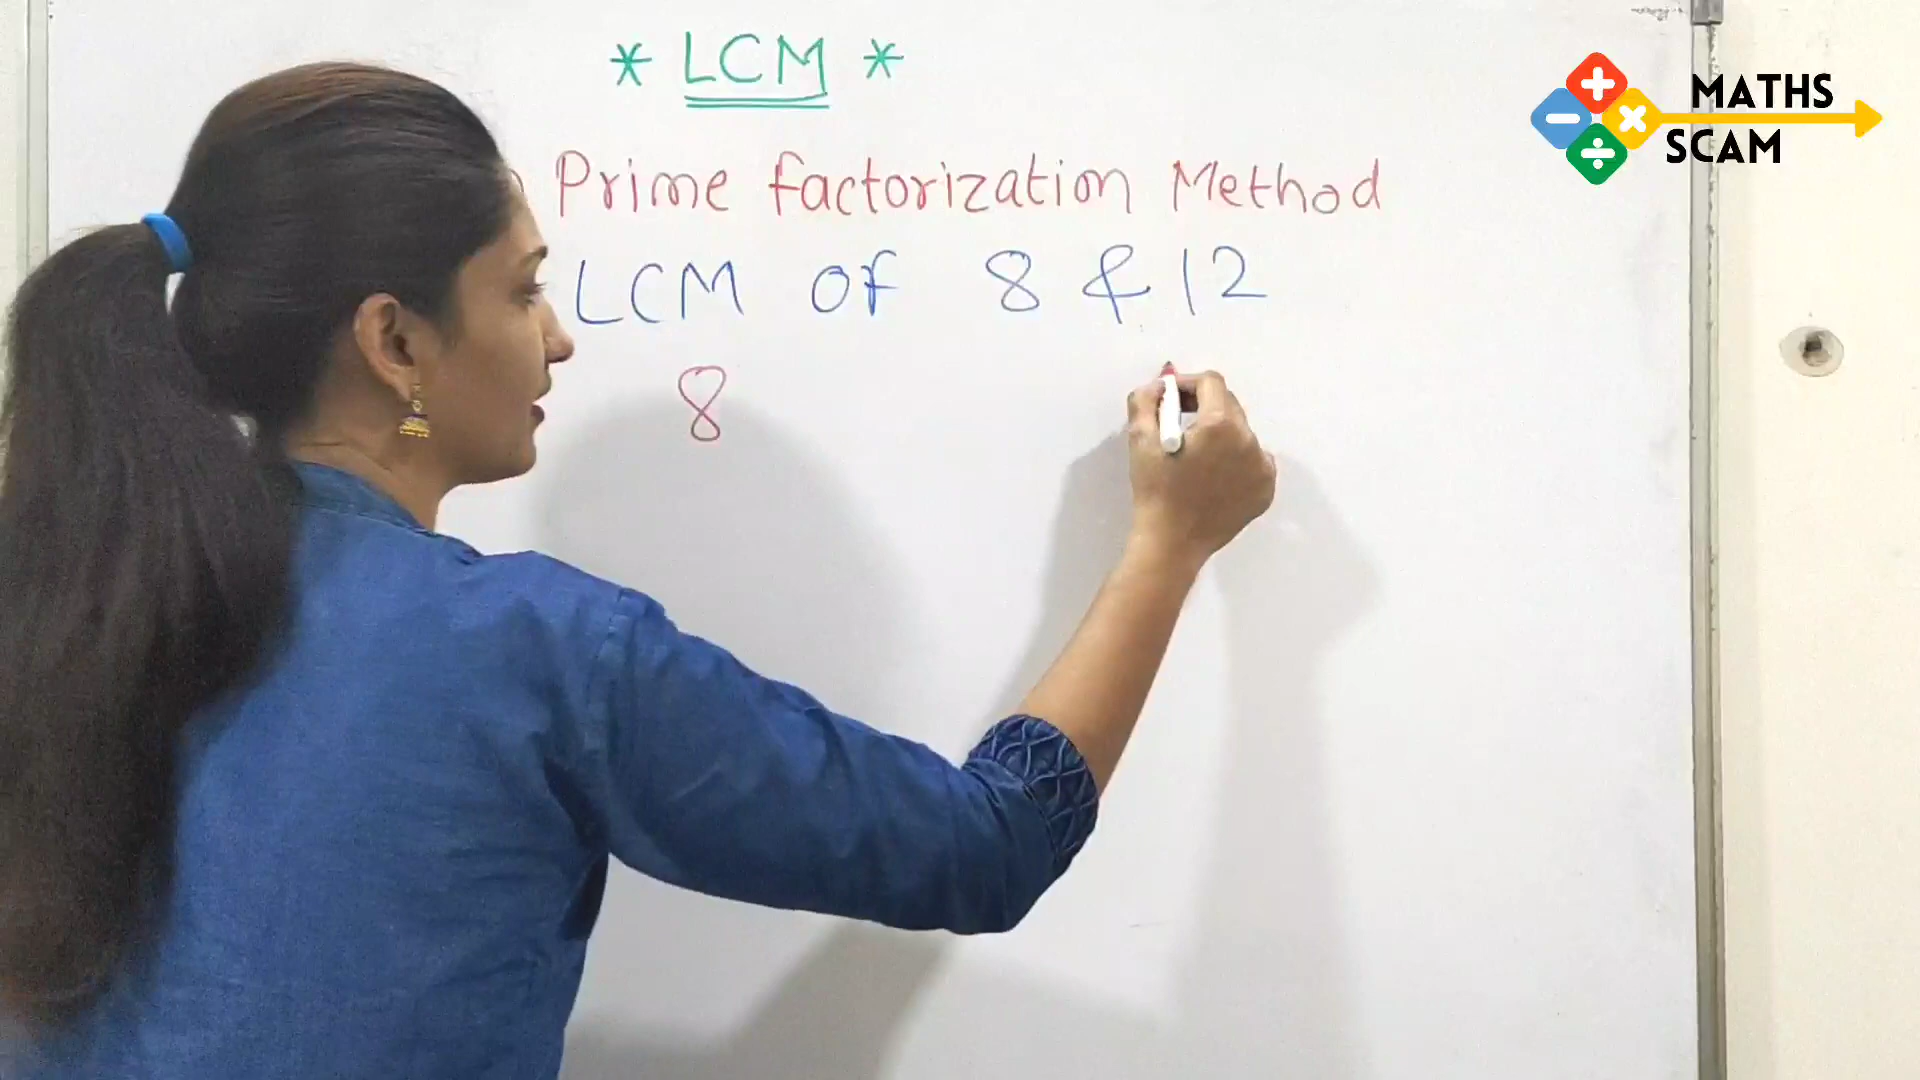 * LCM *
Prime factorization Method
LCM of 8 & 12
8
MATHS
SCAM